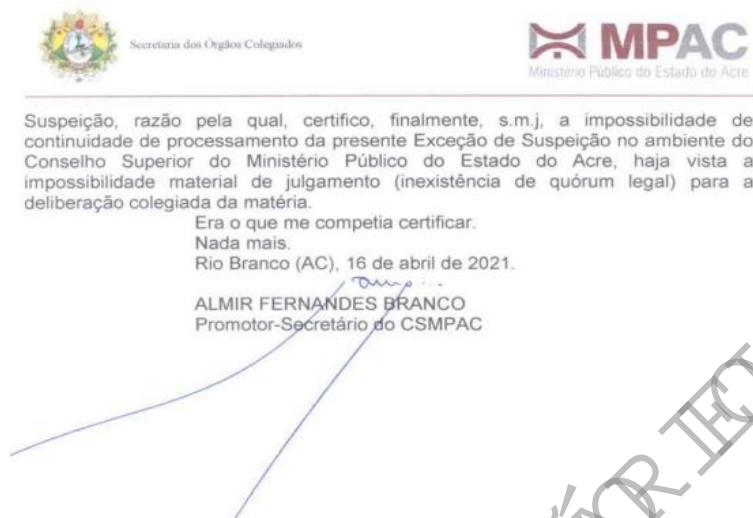 Secretaria dos Órgãos Colegiados
MPAC
Ministério Público do Estado do Acre
Suspeição, razão pela qual, certifico, finalmente, s.m.j, a impossibilidade de
continuidade de processamento da presente Exceção de Suspeição no ambiente do
Conselho Superior do Ministério Público do Estado do Acre, haja vista a
impossibilidade material de julgamento (inexistência de quórum legal) para a
deliberação colegiada da matéria.
Era o que me competia certificar.
Nada mais.
Rio Branco (AC), 16 de abril de 2021.
ALMIR FERNANDES BRANCO
Promotor-Secretário do CSMPAC